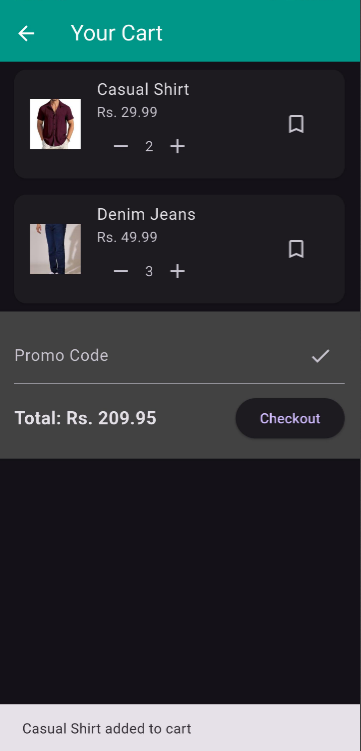 Your Cart
Casual Shirt
Rs. 29.99
2
Denim Jeans
Rs. 49.99
3
Promo Code
Total: Rs. 209.95
Checkout
Casual Shirt added to cart